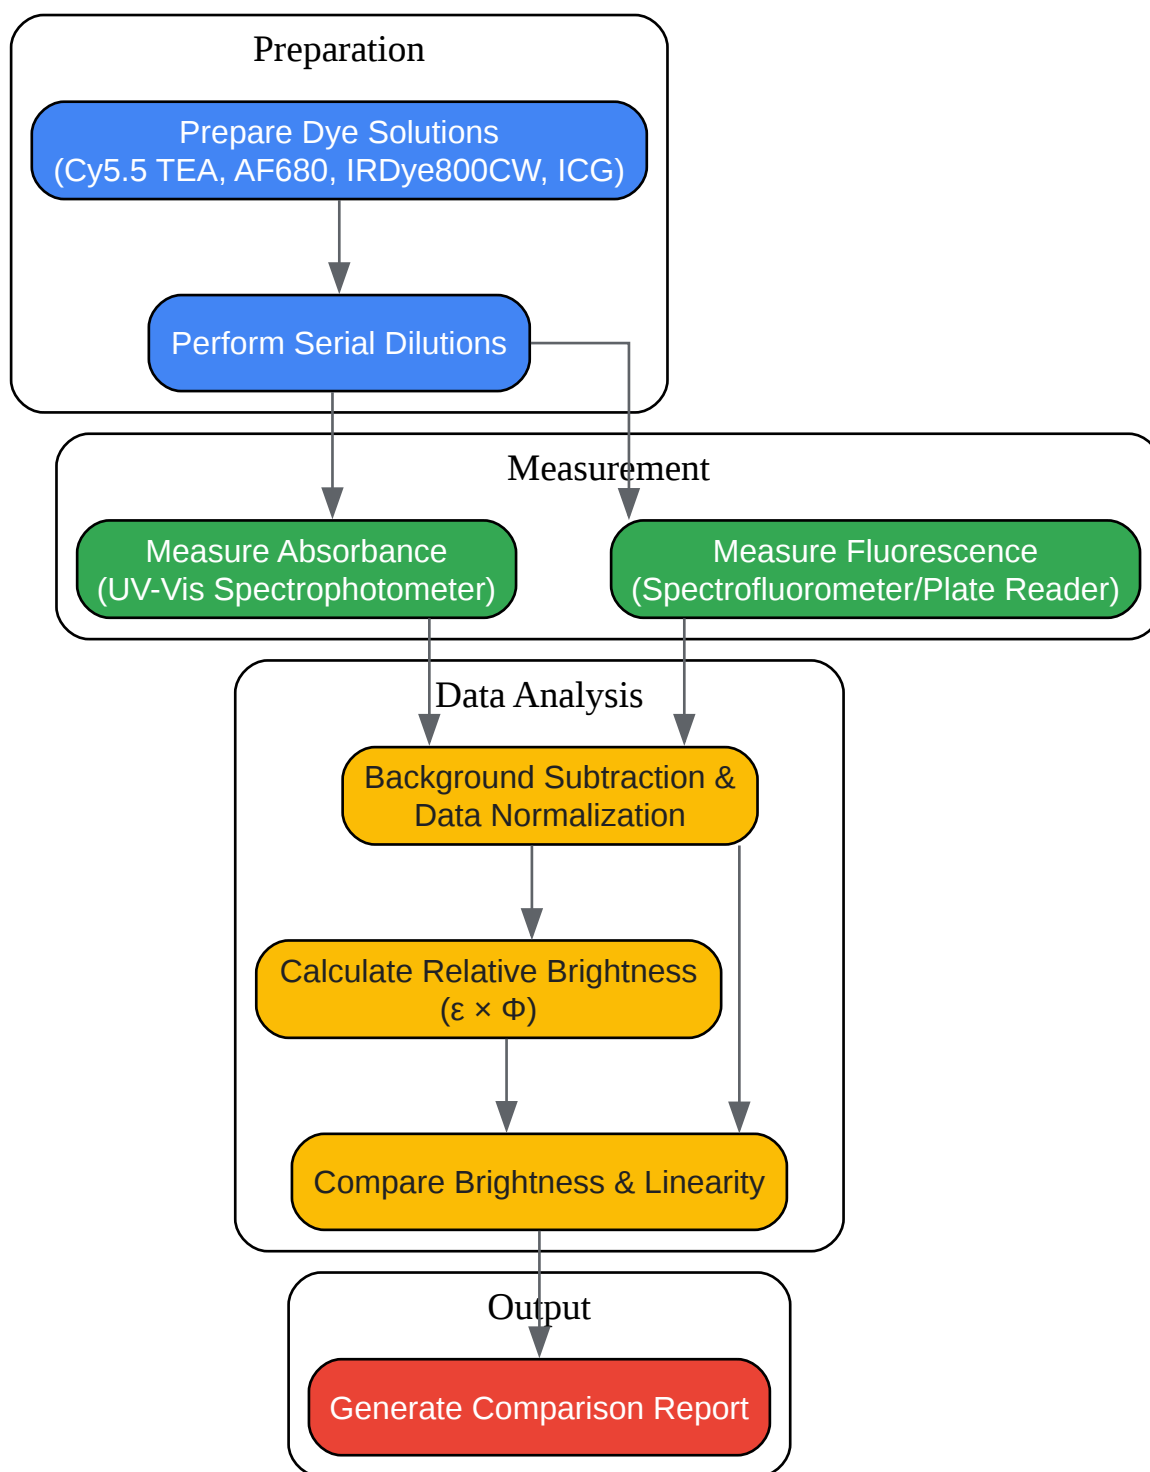 Preparation
Prepare Dye Solutions
(Cy5.5 TEA, AF680, IRDye800CW, ICG)
Perform Serial Dilutions
Measurement
Measure Absorbance
(UV-Vis Spectrophotometer)
Measure Fluorescence
(Spectrofluorometer/Plate Reader)
Data Analysis
Background Subtraction &
Data Normalization
Calculate Relative Brightness
(ε × Φ)
Compare Brightness & Linearity
Output
Generate Comparison Report